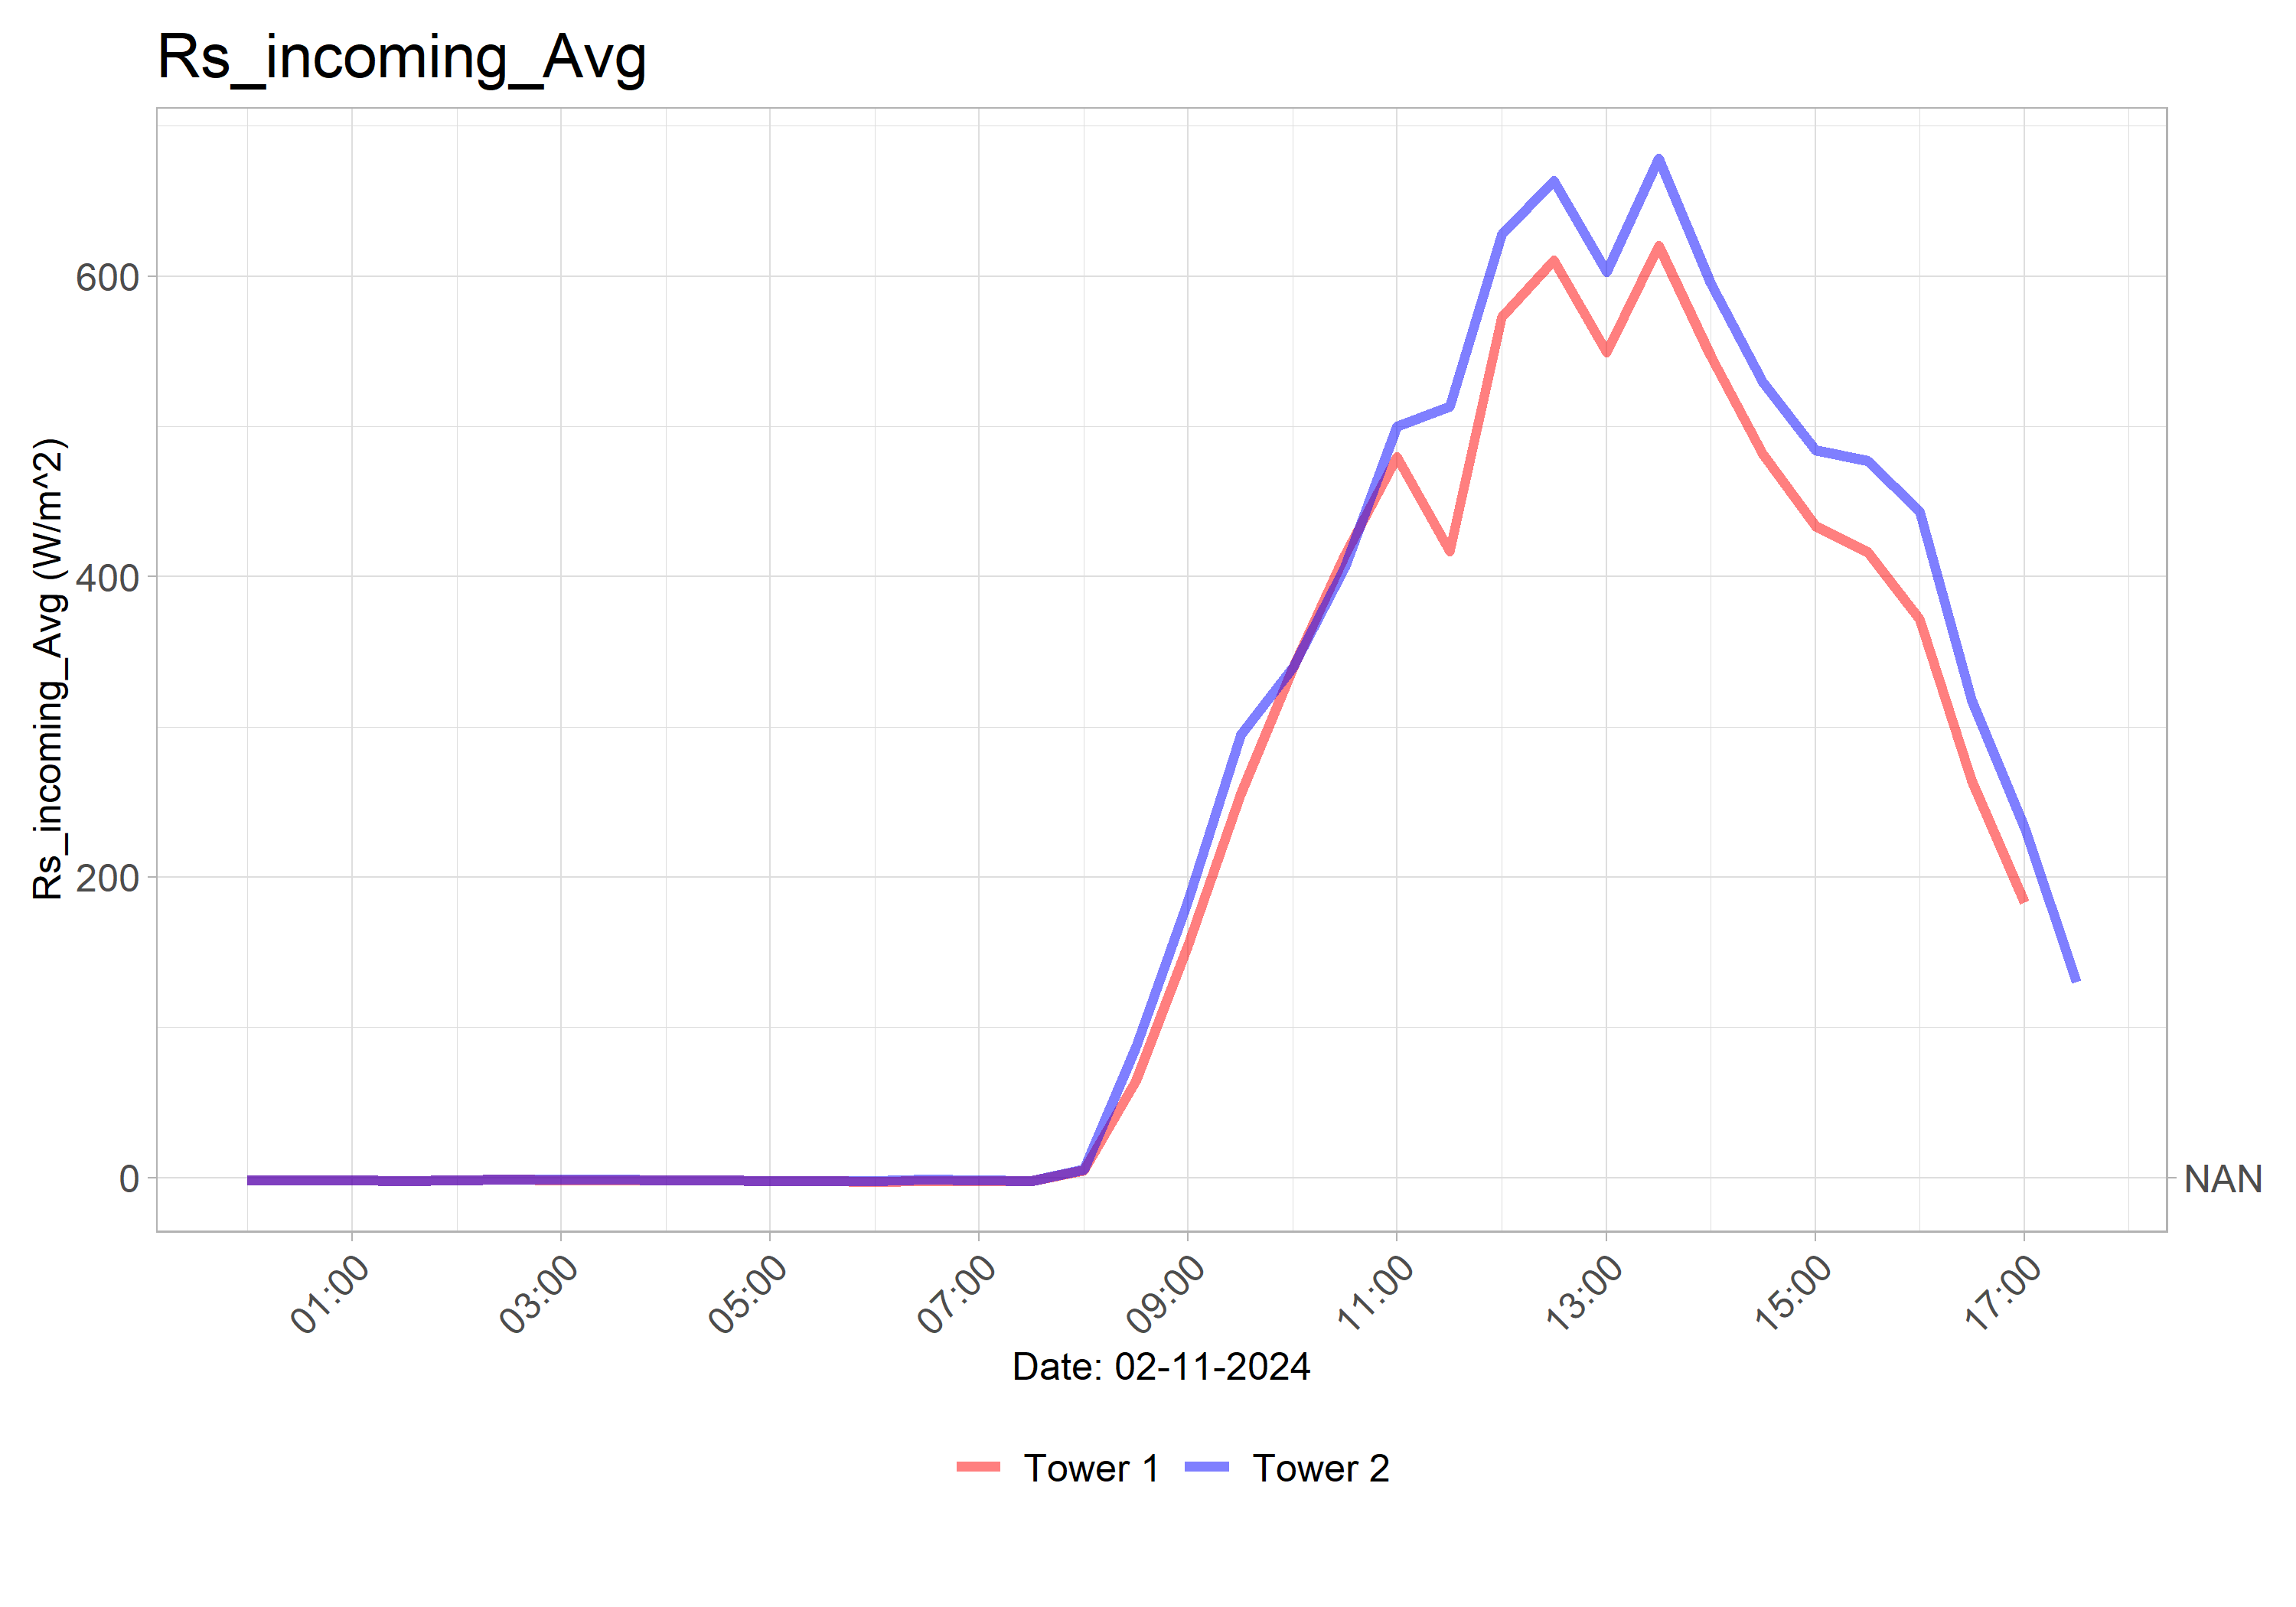 Rs_incoming_Avg
Rs_incoming_Avg (W/m^2)
600
400
200
0
NAN
01:00 03:00 05:00 07:00 09:00 11:00 13:00 15:00 17:00
Date: 02-11-2024
Tower 1 Tower 2